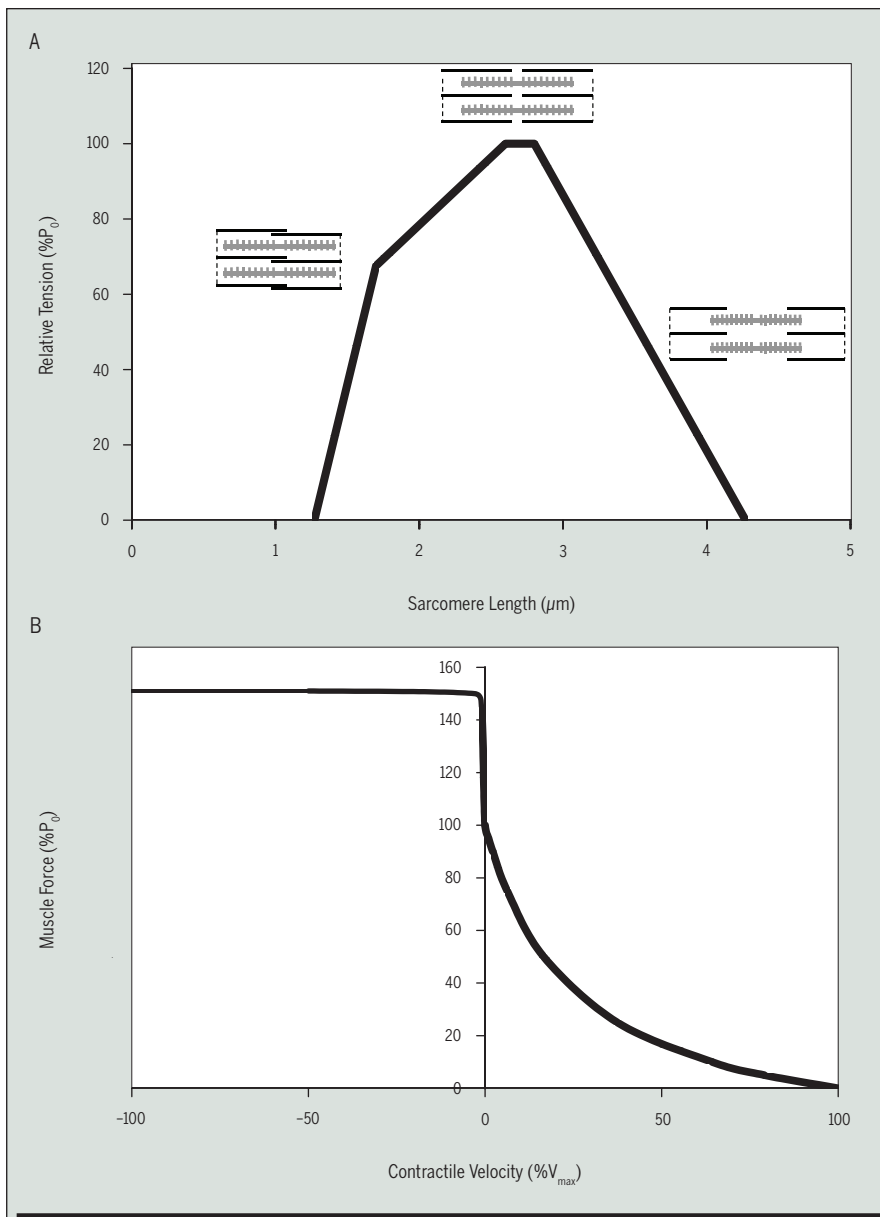 A
120
100
80
60
40
20
0
0 1 2 3 4 5
Relative Tension (%P₀)
Sarcomere Length (µm)
B
160
140
120
100
80
60
40
20
0
–100 –50 0 50 100
Muscle Force (%P₀)
Contractile Velocity (%Vₘₐₓ)